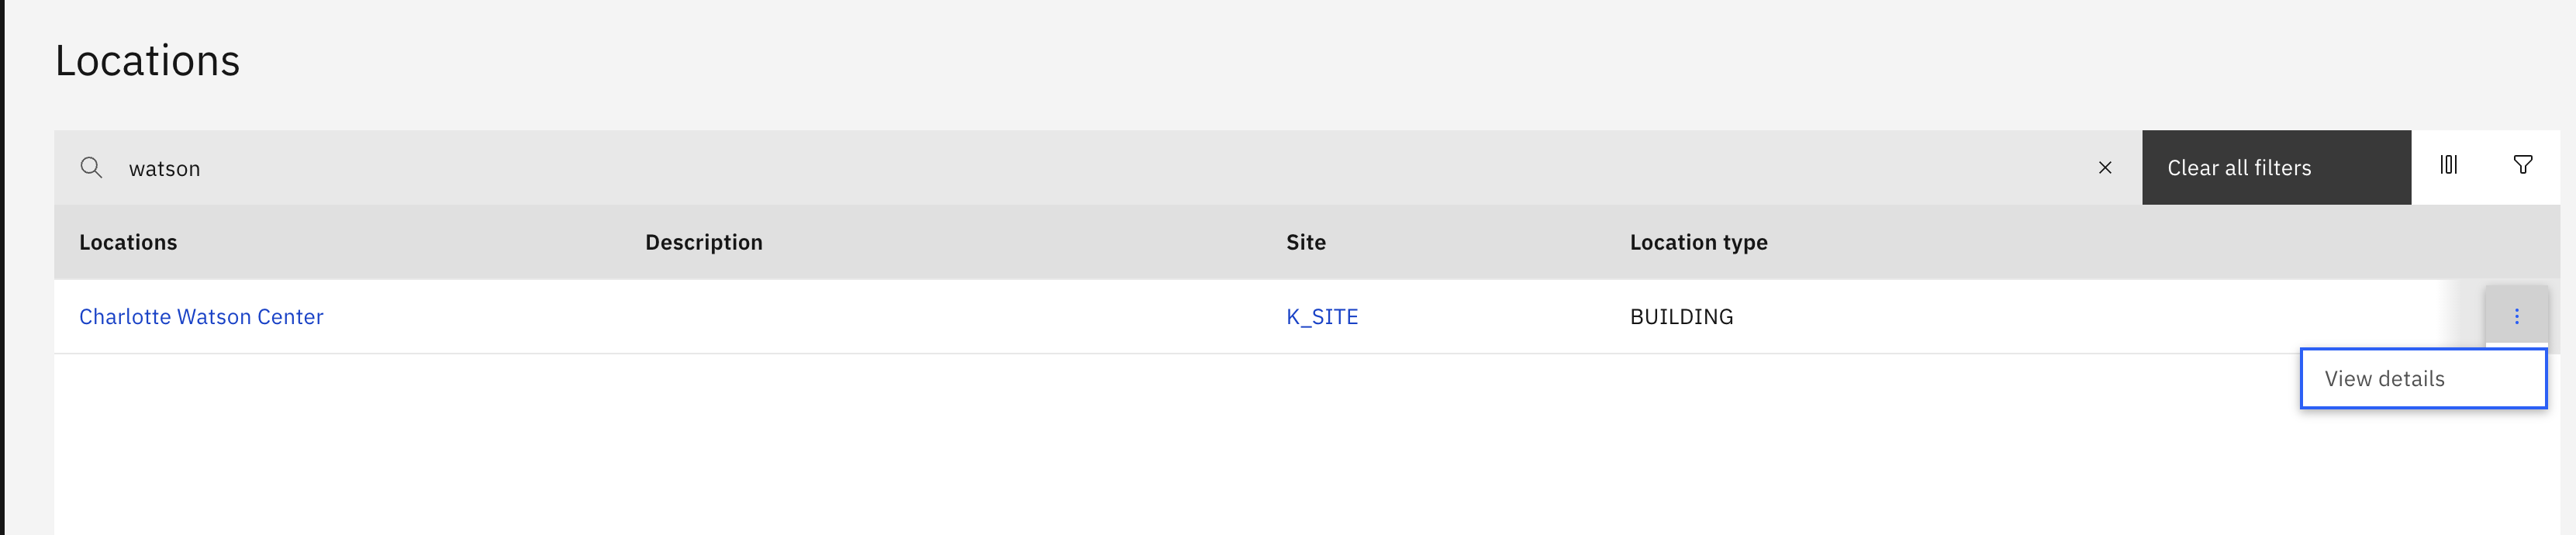 Locations
watson
Clear all filters
Locations Description Site Location type
Charlotte Watson Center K_SITE BUILDING
View details